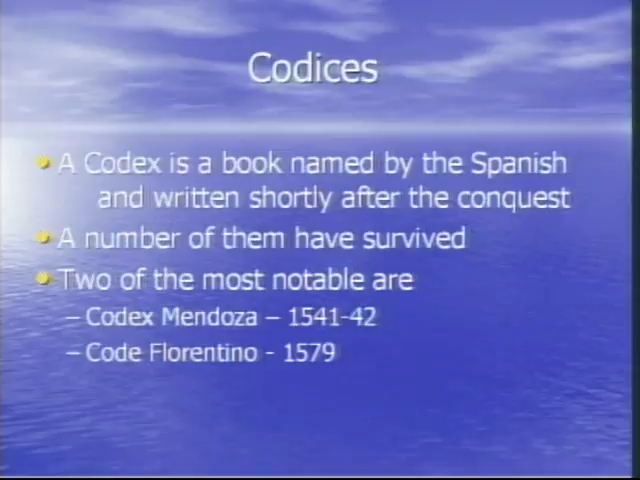 Codices
A Codex is a book named by the Spanish
and written shortly after the conquest
A number of them have survived
Two of the most notable are
– Codex Mendoza – 1541-42
– Code Florentino - 1579